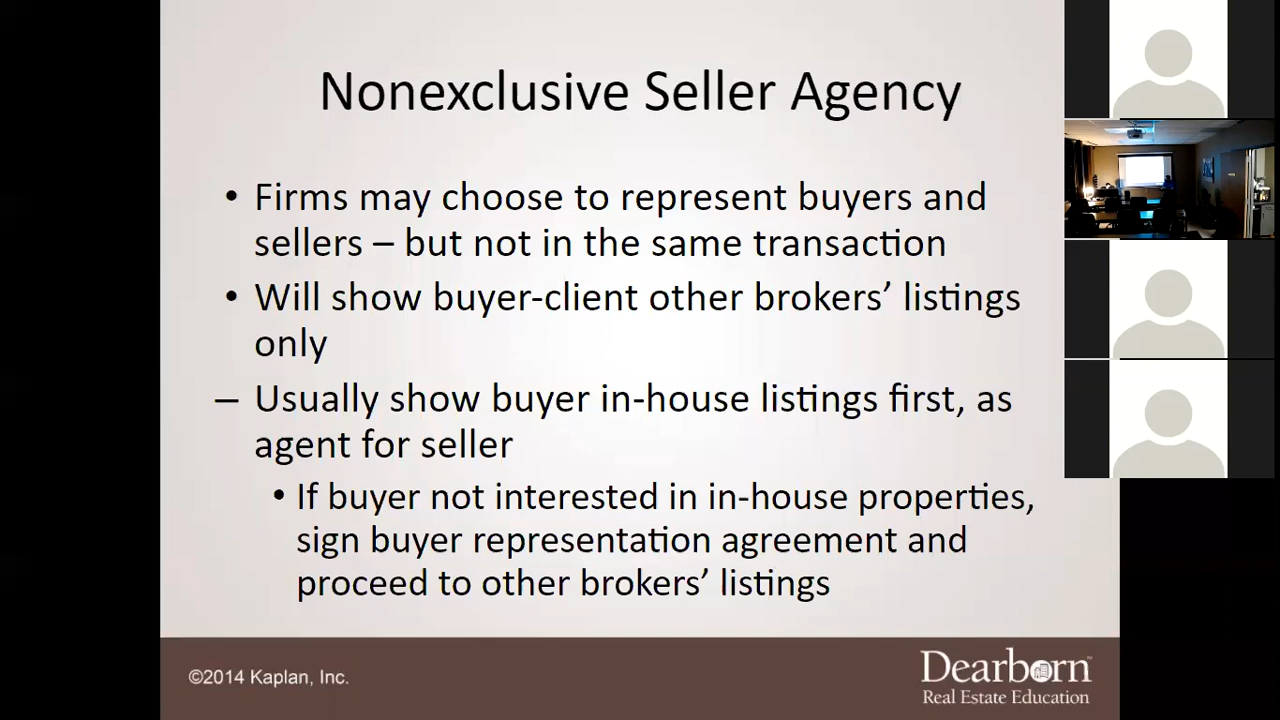 Nonexclusive Seller Agency
• Firms may choose to represent buyers and
sellers – but not in the same transaction
• Will show buyer-client other brokers’ listings
only
– Usually show buyer in-house listings first, as
agent for seller
• If buyer not interested in in-house properties,
sign buyer representation agreement and
proceed to other brokers’ listings
©2014 Kaplan, Inc.
Dearborn™
Real Estate Education